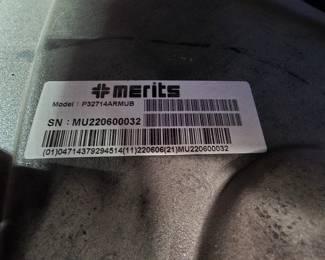 merits
Model : P32714ARMUB
SN : MU220600032
(01)04714379294514(11)220606(21)MU220600032